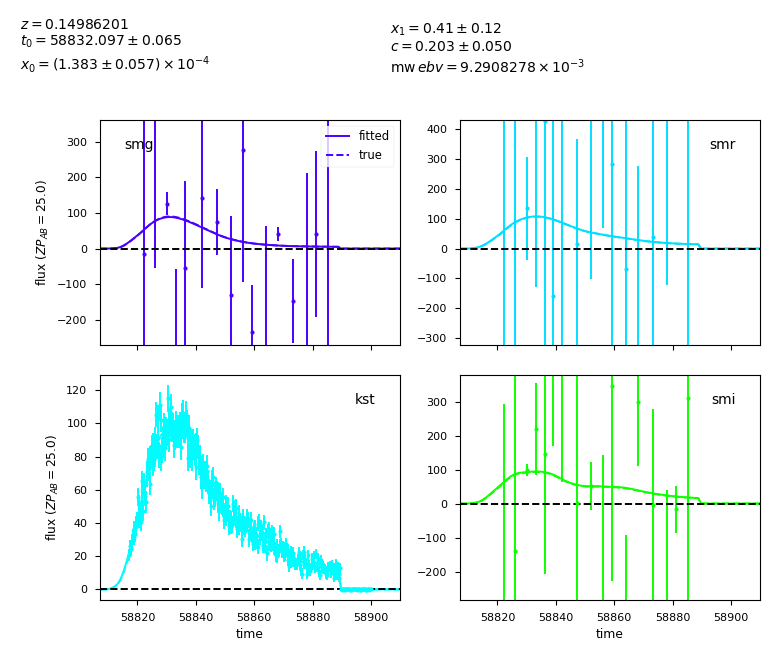 z = 0.14986201
t₀ = 58832.097 ± 0.065
x₀ = (1.383 ± 0.057) × 10⁻⁴
x₁ = 0.41 ± 0.12
c = 0.203 ± 0.050
mw ebv = 9.2908278 × 10⁻³
smg
fitted
true
300
200
100
0
−100
−200
flux (ZP_AB = 25.0)
smr
400
300
200
100
0
−100
−200
−300
kst
120
100
80
60
40
20
0
flux (ZP_AB = 25.0)
58820 58840 58860 58880 58900
time
smi
300
200
100
0
−100
−200
58820 58840 58860 58880 58900
time